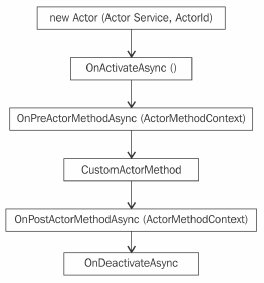 new Actor (Actor Service, ActorId)
OnActivateAsync ()
OnPreActorMethodAsync (ActorMethodContext)
CustomActorMethod
OnPostActorMethodAsync (ActorMethodContext)
OnDeactivateAsync